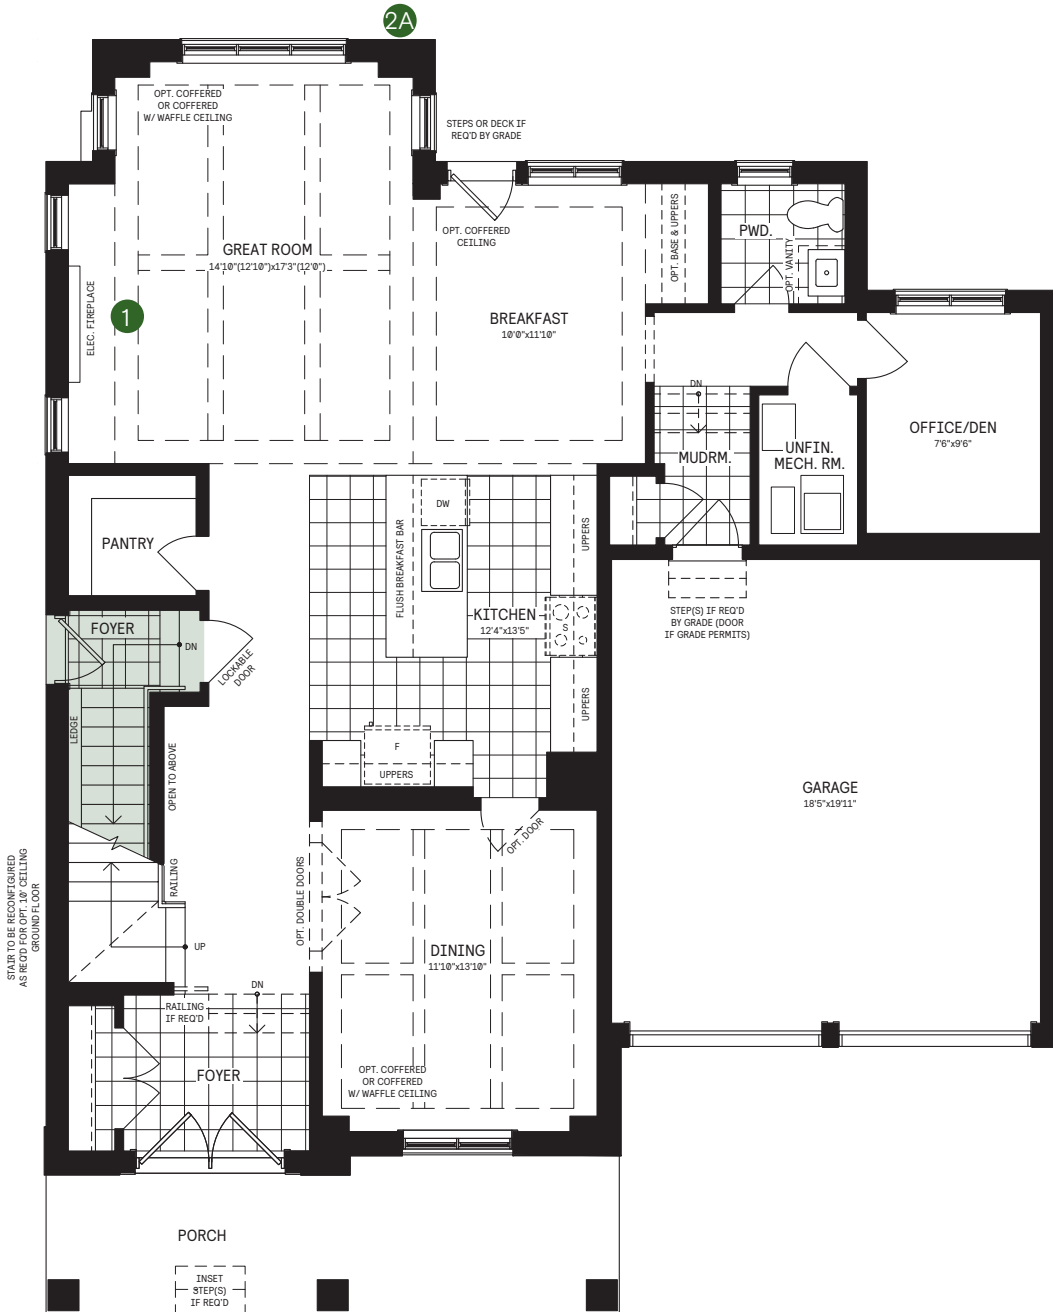 2A
OPT. COFFERED
OR COFFERED
W/ WAFFLE CEILING
STEPS OR DECK IF
REQ'D BY GRADE
GREAT ROOM
14'10"(12'10")x17'3"(12'0")
OPT. COFFERED
CEILING
OPT. BASE & UPPERS
PWD.
OPT. VANITY
ELEC. FIREPLACE
1
BREAKFAST
10'0"x11'10"
DN
MUDRM.
UNFIN.
MECH. RM.
OFFICE/DEN
7'6"x9'6"
PANTRY
DW
FLUSH BREAKFAST BAR
UPPERS
KITCHEN
12'4"x13'5"
S
UPPERS
STEP(S) IF REQ'D
BY GRADE (DOOR
IF GRADE PERMITS)
FOYER
DN
LOCKABLE
DOOR
LEDGE
OPEN TO ABOVE
F
UPPERS
GARAGE
18'5"x19'11"
OPT. DOOR
STAIR TO BE RECONFIGURED
AS REQ'D FOR OPT. 10' CEILING
GROUND FLOOR
RAILING
OPT. DOUBLE DOORS
UP
DINING
11'10"x13'10"
DN
RAILING
IF REQ'D
FOYER
OPT. COFFERED
OR COFFERED
W/ WAFFLE CEILING
PORCH
INSET
STEP(S)
IF REQ'D